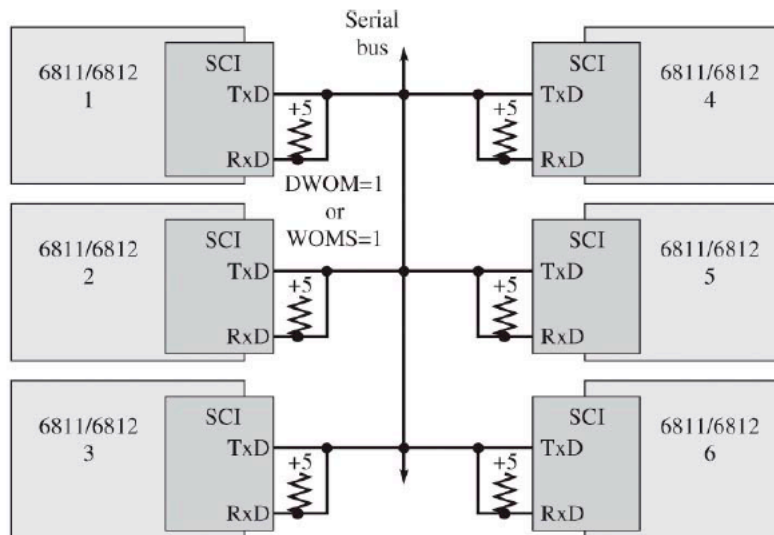 Serial
bus
6811/6812
1
SCI
TxD
+5
RxD
SCI
TxD
+5
RxD
6811/6812
4
DWOM=1
or
WOMS=1
6811/6812
2
SCI
TxD
+5
RxD
SCI
TxD
+5
RxD
6811/6812
5
6811/6812
3
SCI
TxD
+5
RxD
SCI
TxD
+5
RxD
6811/6812
6